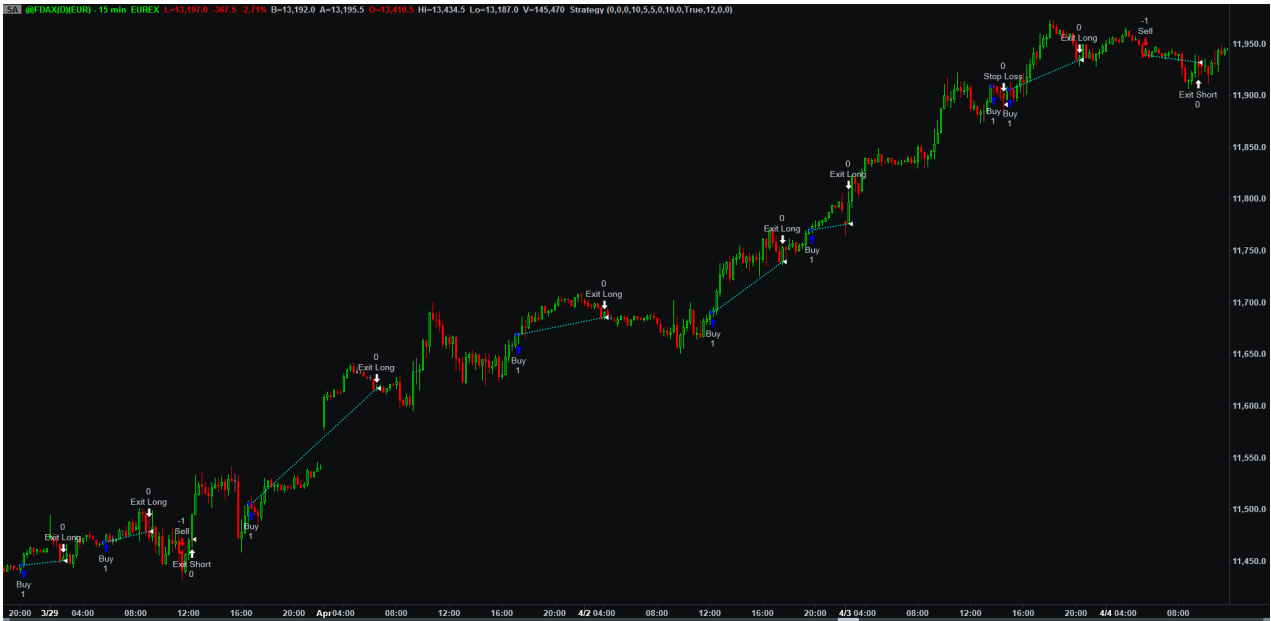 SA @FDAX(D)(EUR) - 15 min EUREX L=13,197.0 -367.5 -2.71% B=13,192.0 A=13,195.5 O=13,410.5 Hi=13,434.5 Lo=13,187.0 V=145,470 Strategy (0,0,0,10,5,5,0,10,0,True,12,0,0)
-1
Sell
0
Exit Long
11,950.0
0
Stop Loss
Exit Short
0
11,900.0
Buy
1
Buy
1
11,850.0
0
Exit Long
11,800.0
0
Exit Long
Buy
1
11,750.0
0
Exit Long
11,700.0
Buy
1
0
Exit Long
Buy
1
11,650.0
11,600.0
11,550.0
0
Exit Long
11,500.0
-1
Sell
0
Exit Long
Buy
1
Buy
1
Exit Short
0
11,450.0
Buy
1
20:00 3/29 04:00 08:00 12:00 16:00 20:00 Apr 04:00 08:00 12:00 16:00 20:00 4/2 04:00 08:00 12:00 16:00 20:00 4/3 04:00 08:00 12:00 16:00 20:00 4/4 04:00 08:00